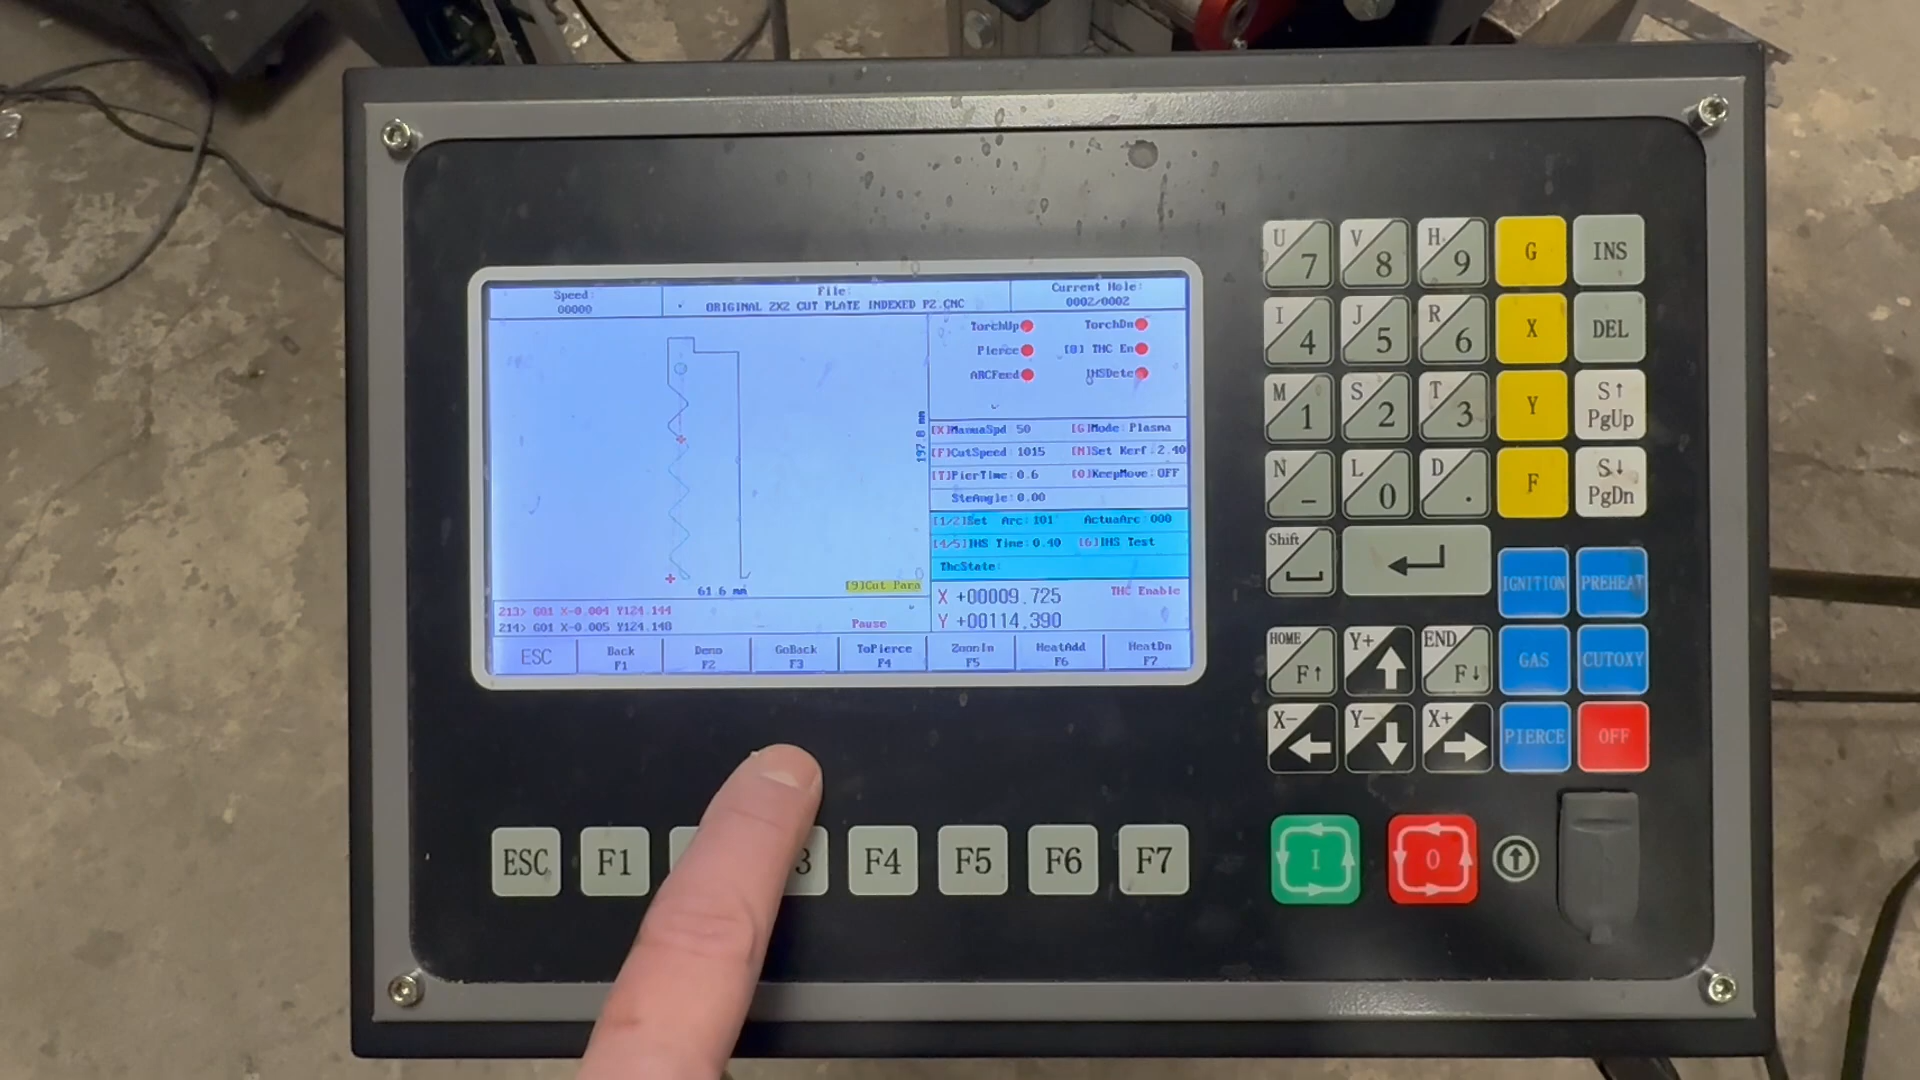 Speed:
00000
File:
ORIGINAL 2X2 CUT PLATE INDEXED P2.CNC
Current Hole:
0002/0002
TorchUp TorchDn
Pierce [8] THC En
ARCFeed IHSDete
[X]ManuaSpd 50 [G]Mode: Plasma
[F]CutSpeed: 1015 [M]Set Kerf: 2.40
[T]PierTime: 0.6 [O]KeepMove: OFF
SteAngle: 0.00
[1/2]Set Arc: 101 ActuaArc: 000
[4/5]IHS Time: 0.40 [6]IHS Test
ThcState:
X +00009.725 THC Enable
Y +00114.390
197.8 mm
61.6 mm
[9]Cut Para
213> G01 X-0.004 Y124.144
214> G01 X-0.005 Y124.140
Pause
ESC
Back
F1
Demo
F2
GoBack
F3
ToPierce
F4
ZoomIn
F5
HeatAdd
F6
HeatDn
F7
ESC F1 3 F4 F5 F6 F7
U 7 V 8 H 9 G INS
I 4 J 5 R 6 X DEL
M 1 S 2 T 3 Y S↑ PgUp
N - L 0 D . F S↓ PgDn
Shift IGNITION PREHEAT
HOME F↑ Y+ END F↓ GAS CUTOXY
X- Y- X+ PIERCE OFF
I O